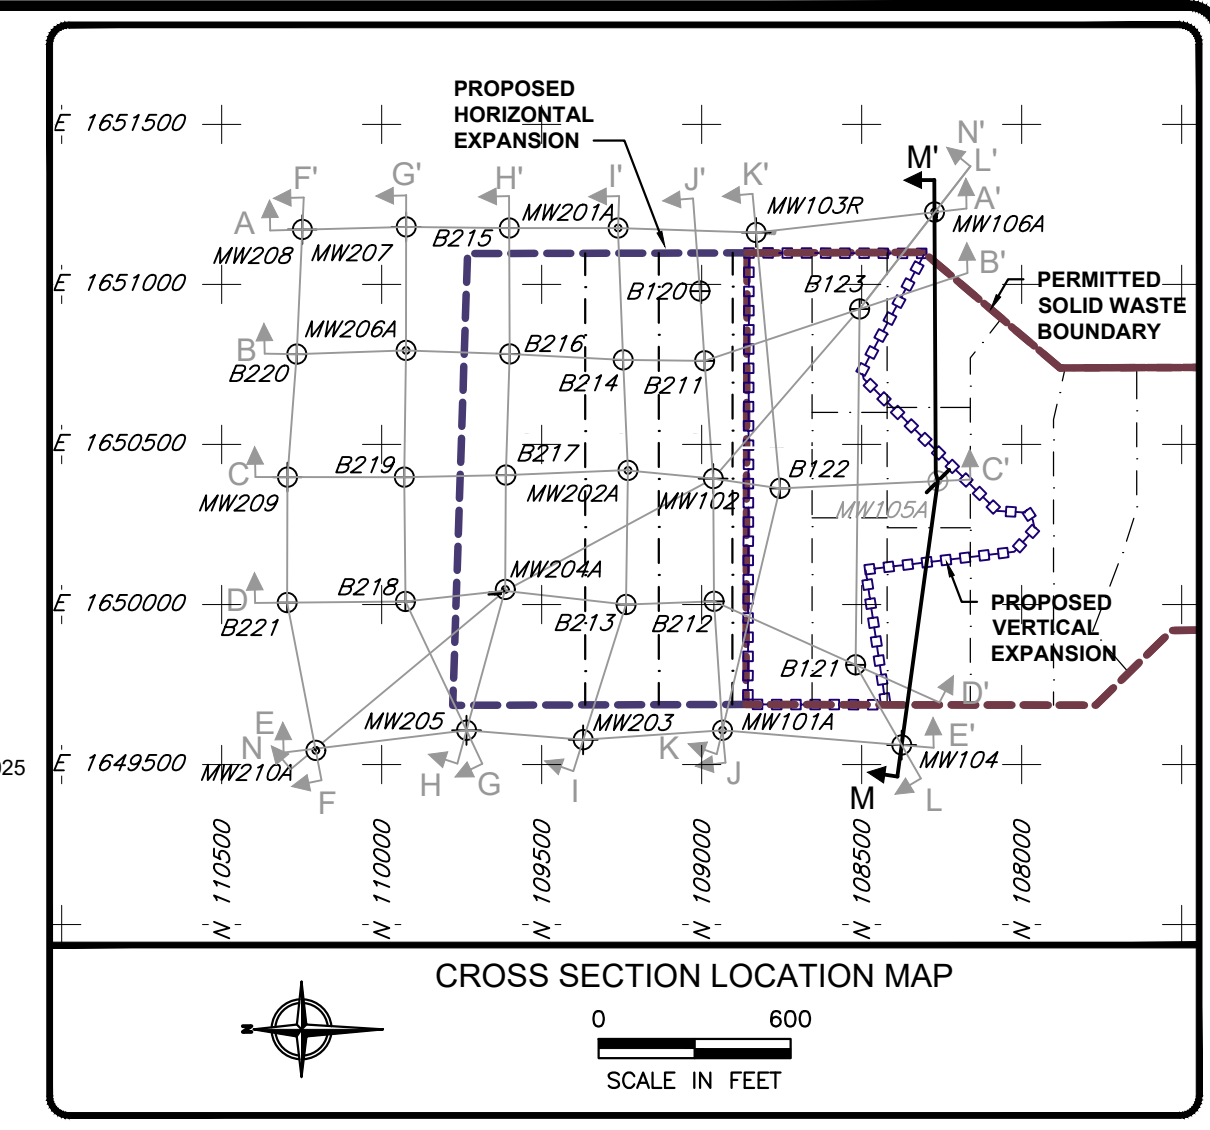 PROPOSED
HORIZONTAL
EXPANSION
E 1651500
N'
M'
L'
F'
G'
H'
I'
J'
K'
A'
A
MW208
MW207
B215
MW201A
MW103R
MW106A
B'
E 1651000
B120
B123
PERMITTED
SOLID WASTE
BOUNDARY
MW206A
B
B220
B216
B214
B211
E 1650500
C
MW209
B219
B217
MW202A
MW102
B122
MW105A
C'
MW204A
E 1650000
D
B221
B218
B213
B212
PROPOSED
VERTICAL
EXPANSION
B121
D'
E
N
MW210A
MW205
MW203
K
MW101A
E'
MW104
025
E 1649500
F
H
G
I
J
M
L
N 110500
N 110000
N 109500
N 109000
N 108500
N 108000
CROSS SECTION LOCATION MAP
N
0 600
SCALE IN FEET